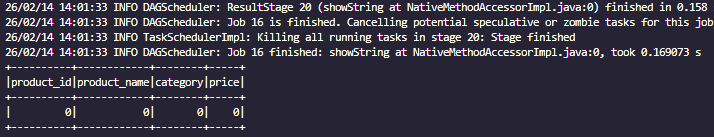 26/02/14 14:01:33 INFO DAGScheduler: ResultStage 20 (showString at NativeMethodAccessorImpl.java:0) finished in 0.158
26/02/14 14:01:33 INFO DAGScheduler: Job 16 is finished. Cancelling potential speculative or zombie tasks for this job
26/02/14 14:01:33 INFO TaskSchedulerImpl: Killing all running tasks in stage 20: Stage finished
26/02/14 14:01:33 INFO DAGScheduler: Job 16 finished: showString at NativeMethodAccessorImpl.java:0, took 0.169073 s
+----------+------------+--------+-----+
|product_id|product_name|category|price|
+----------+------------+--------+-----+
|         0|           0|       0|    0|
+----------+------------+--------+-----+